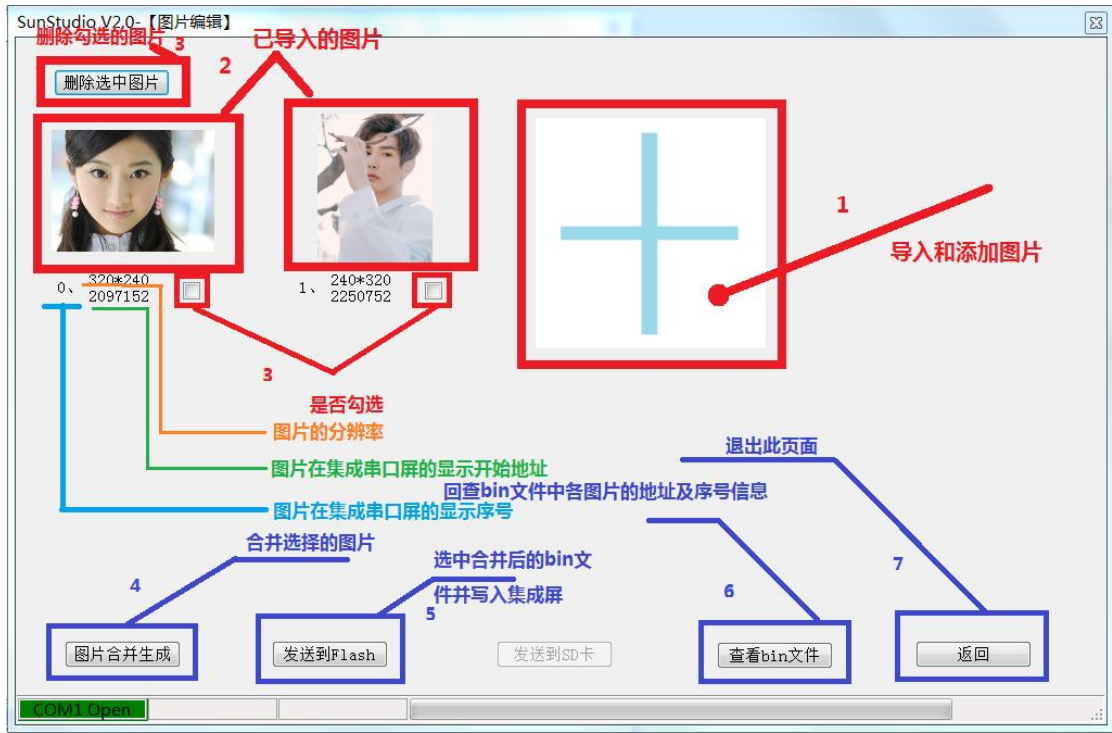 SunStudio V2.0-【图片编辑】
删除勾选的图片 3
已导入的图片
2
删除选中图片
1
导入和添加图片
0、 320*240
2097152
1、 240*320
2250752
3
是否勾选
图片的分辨率
图片在集成串口屏的显示开始地址
图片在集成串口屏的显示序号
退出此页面
回查bin文件中各图片的地址及序号信息
合并选择的图片
选中合并后的bin文
件并写入集成屏
4
5
6
7
图片合并生成
发送到Flash
发送到SD卡
查看bin文件
返回
COM1 Open